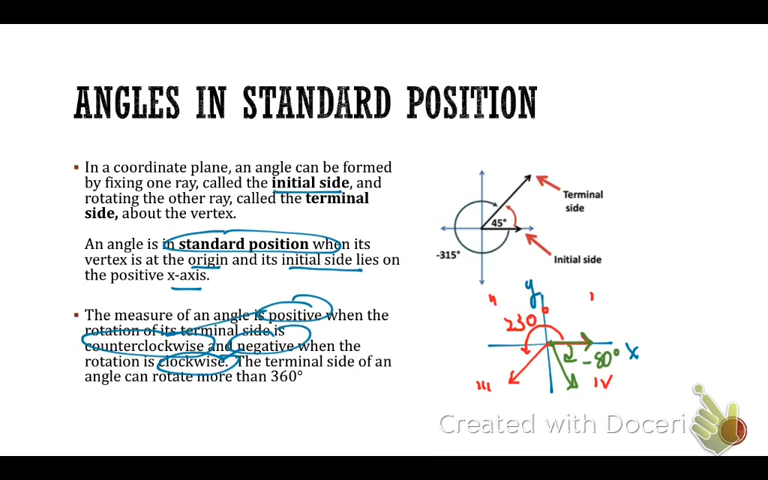 ANGLES IN STANDARD POSITION
In a coordinate plane, an angle can be formed
by fixing one ray, called the initial side, and
rotating the other ray, called the terminal
side, about the vertex.
An angle is in standard position when its
vertex is at the origin and its initial side lies on
the positive x-axis.
The measure of an angle is positive when the
rotation of its terminal side is
counterclockwise and negative when the
rotation is clockwise. The terminal side of an
angle can rotate more than 360°
Terminal
side
45°
-315°
Initial side
y
II
I
230°
x
-80°
III
IV
Created with Doceri